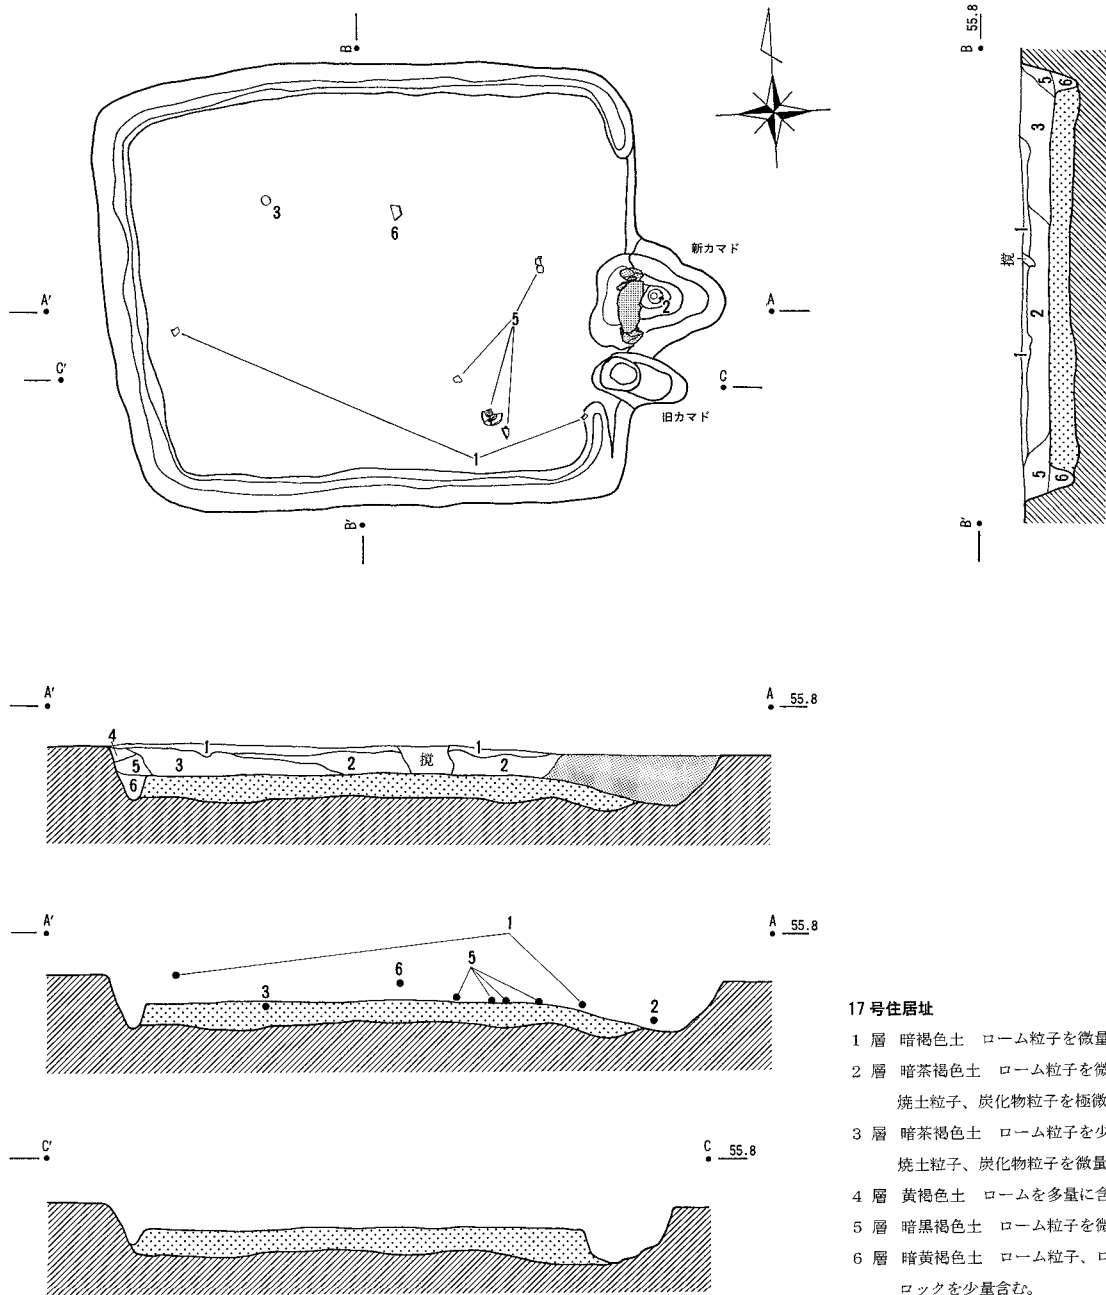 B
55.8
B
3
6
新カマド
2
A'
A
5
C'
C
旧カマド
1
B'
5
6
3
1
撹
2
1
5
6
B'
A'
A 55.8
4
1
1
5
3
2
撹
2
6
A'
A 55.8
1
6
5
3
2
C'
C 55.8
17号住居址
1 層 暗褐色土 ローム粒子を微量
2 層 暗茶褐色土 ローム粒子を微
焼土粒子、炭化物粒子を極微
3 層 暗茶褐色土 ローム粒子を少
焼土粒子、炭化物粒子を微量
4 層 黄褐色土 ロームを多量に含
5 層 暗黒褐色土 ローム粒子を微
6 層 暗黄褐色土 ローム粒子、ロ
ロックを少量含む。